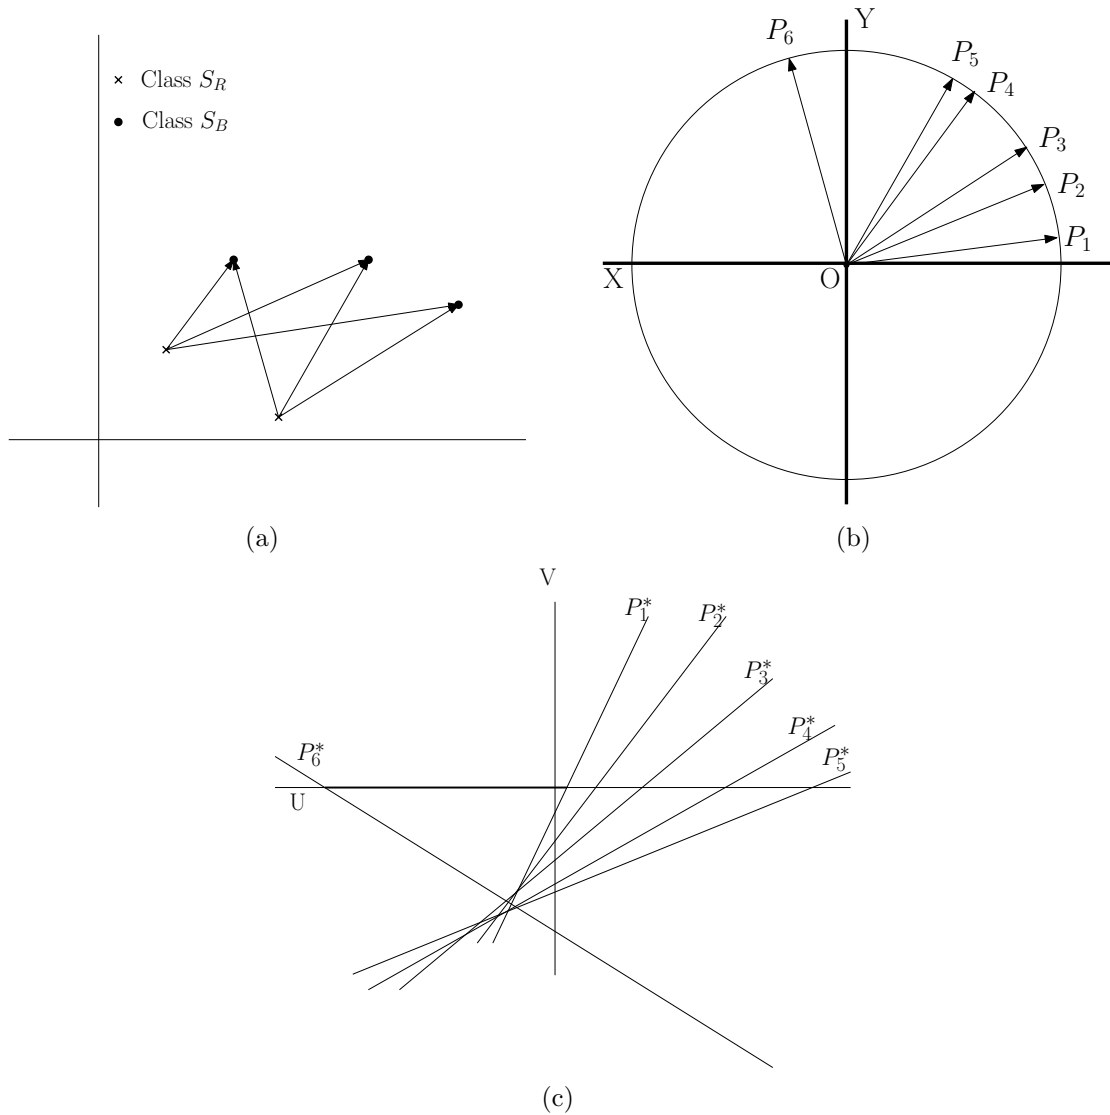 Class S_R
Class S_B
(a)
Y
P_6
P_5
P_4
P_3
P_2
P_1
X
O
(b)
V
P_1^*
P_2^*
P_3^*
P_4^*
P_5^*
P_6^*
U
(c)